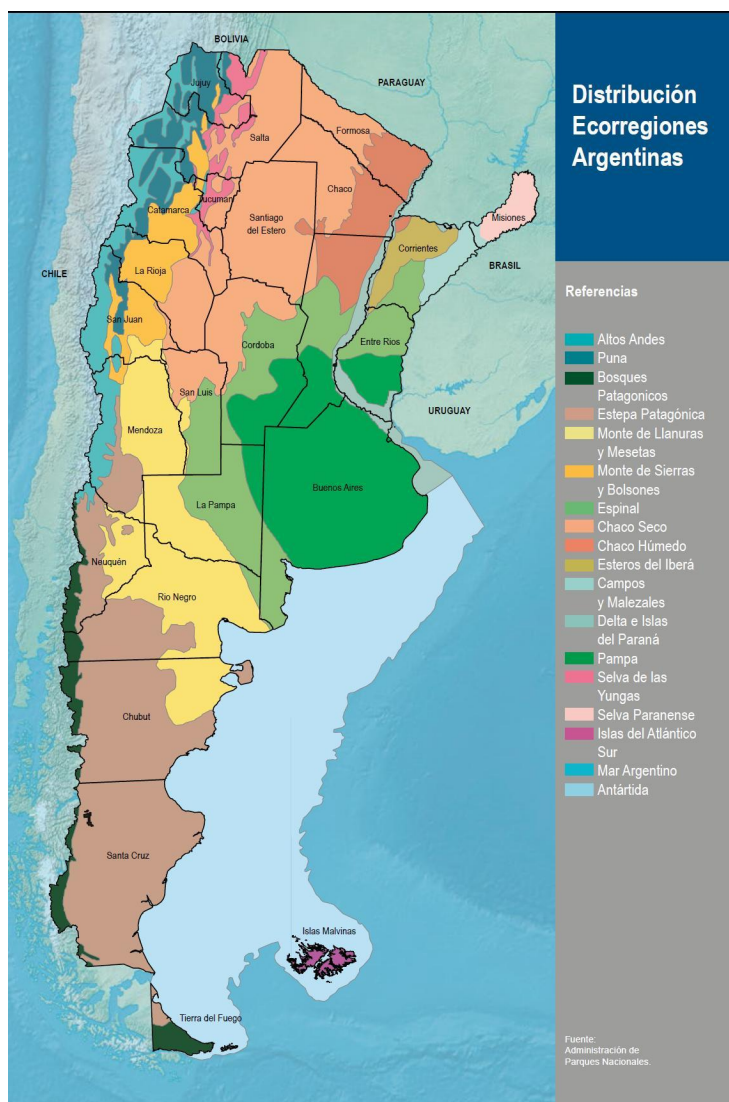 BOLIVIA
PARAGUAY
Jujuy
Salta
Formosa
Chaco
Tucuman
Misiones
Catamarca
Santiago
del Estero
Corrientes
CHILE
La Rioja
BRASIL
San Juan
Cordoba
Entre Rios
San Luis
URUGUAY
Mendoza
Buenos Aires
La Pampa
Neuquén
Rio Negro
Chubut
Santa Cruz
Islas Malvinas
Tierra del Fuego
Distribución
Ecorregiones
Argentinas
Referencias
Altos Andes
Puna
Bosques
Patagonicos
Estepa Patagónica
Monte de Llanuras
y Mesetas
Monte de Sierras
y Bolsones
Espinal
Chaco Seco
Chaco Húmedo
Esteros del Iberá
Campos
y Malezales
Delta e Islas
del Paraná
Pampa
Selva de las
Yungas
Selva Paranense
Islas del Atlántico
Sur
Mar Argentino
Antártida
Fuente:
Administración de
Parques Nacionales.